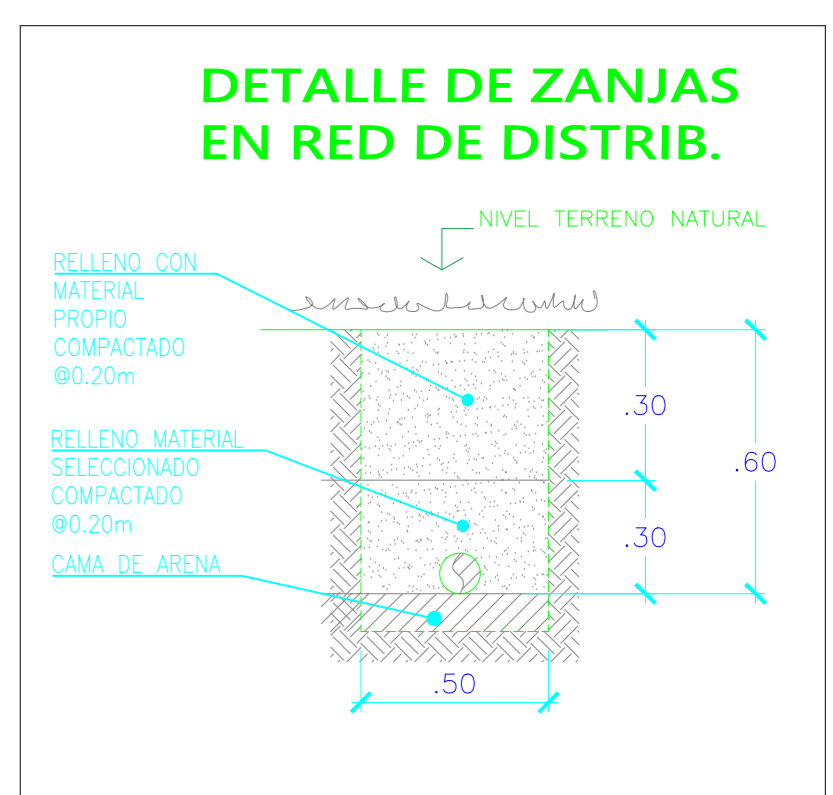 DETALLE DE ZANJAS
EN RED DE DISTRIB.
NIVEL TERRENO NATURAL
RELLENO CON
MATERIAL
PROPIO
COMPACTADO
@0.20m
RELLENO MATERIAL
SELECCIONADO
COMPACTADO
@0.20m
CAMA DE ARENA
.30
.60
.30
.50